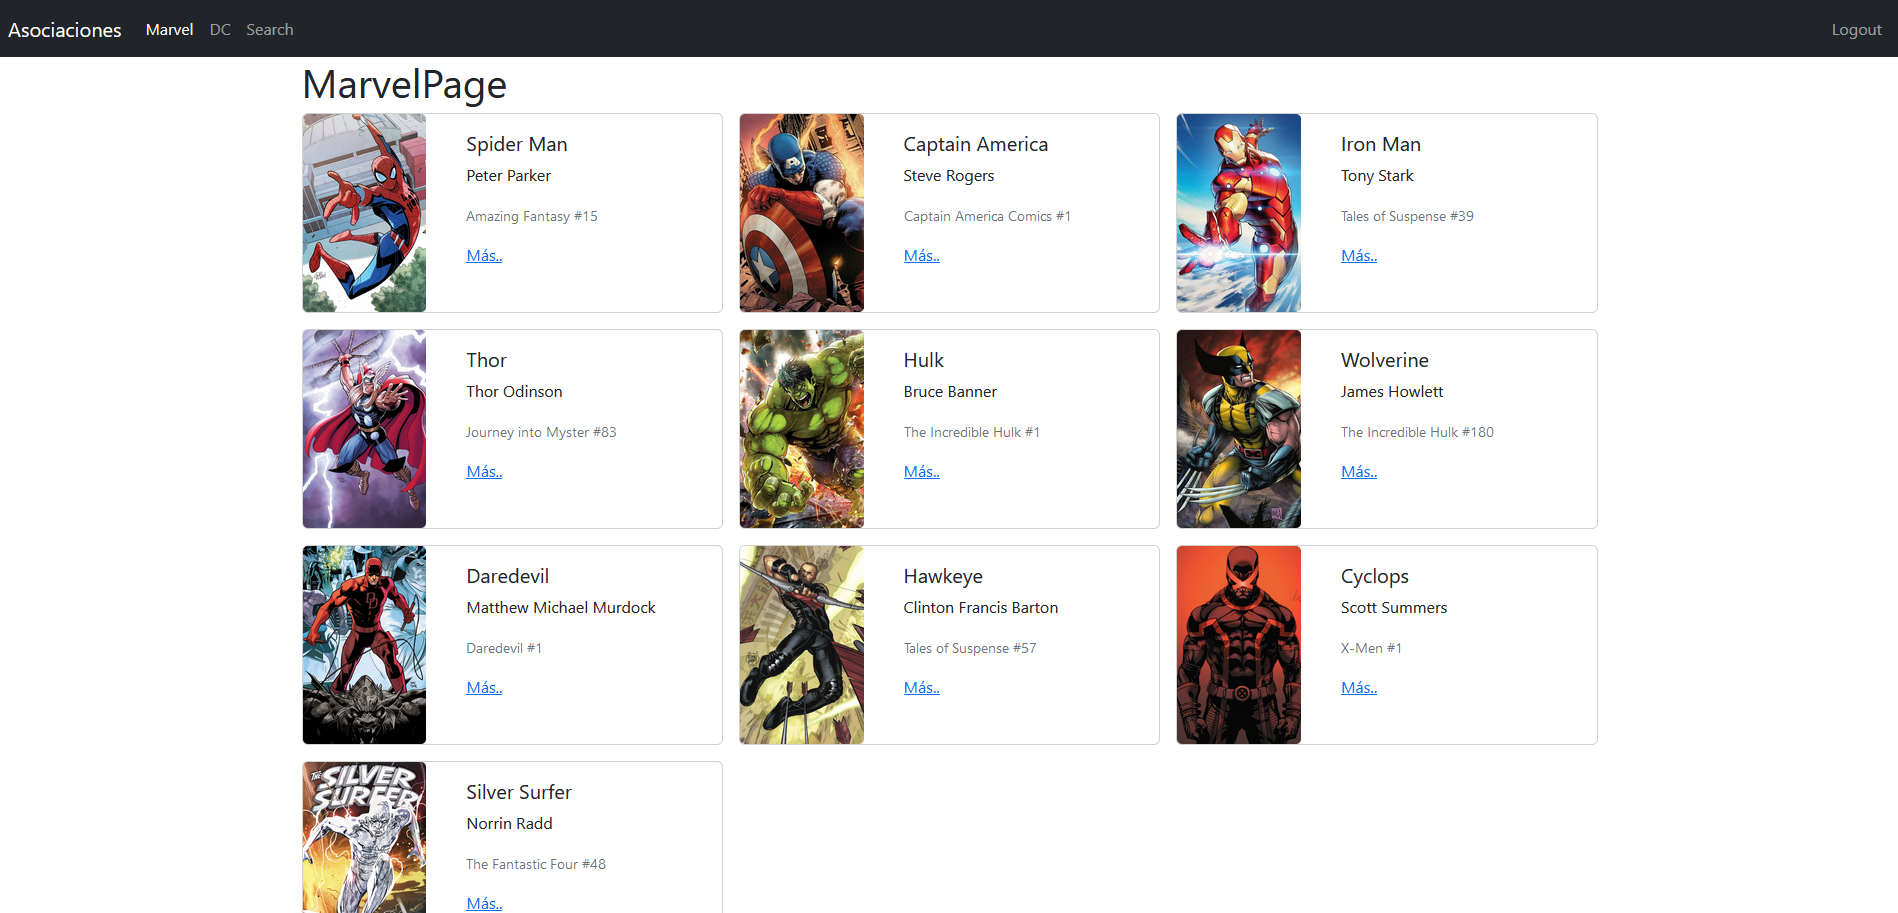 Asociaciones Marvel DC Search Logout
MarvelPage
Spider Man
Peter Parker
Amazing Fantasy #15
Más..
Captain America
Steve Rogers
Captain America Comics #1
Más..
Iron Man
Tony Stark
Tales of Suspense #39
Más..
Thor
Thor Odinson
Journey into Myster #83
Más..
Hulk
Bruce Banner
The Incredible Hulk #1
Más..
Wolverine
James Howlett
The Incredible Hulk #180
Más..
DD
Daredevil
Matthew Michael Murdock
Daredevil #1
Más..
Hawkeye
Clinton Francis Barton
Tales of Suspense #57
Más..
Cyclops
Scott Summers
X-Men #1
Más..
THE SILVER
SURFER
Silver Surfer
Norrin Radd
The Fantastic Four #48
Más..